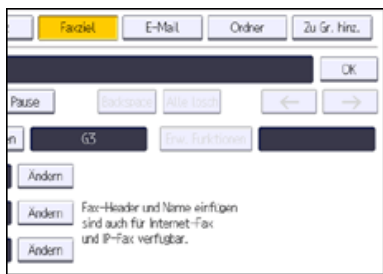 Faxziel E-Mail Ordner Zu Gr. hinz.
OK
Pause Backspace Alle lösch ← →
en G3 Erw. Funktionen
Ändern
Ändern Fax-Header und Name einfügen
sind auch für Internet-Fax
Ändern und IP-Fax verfügbar.